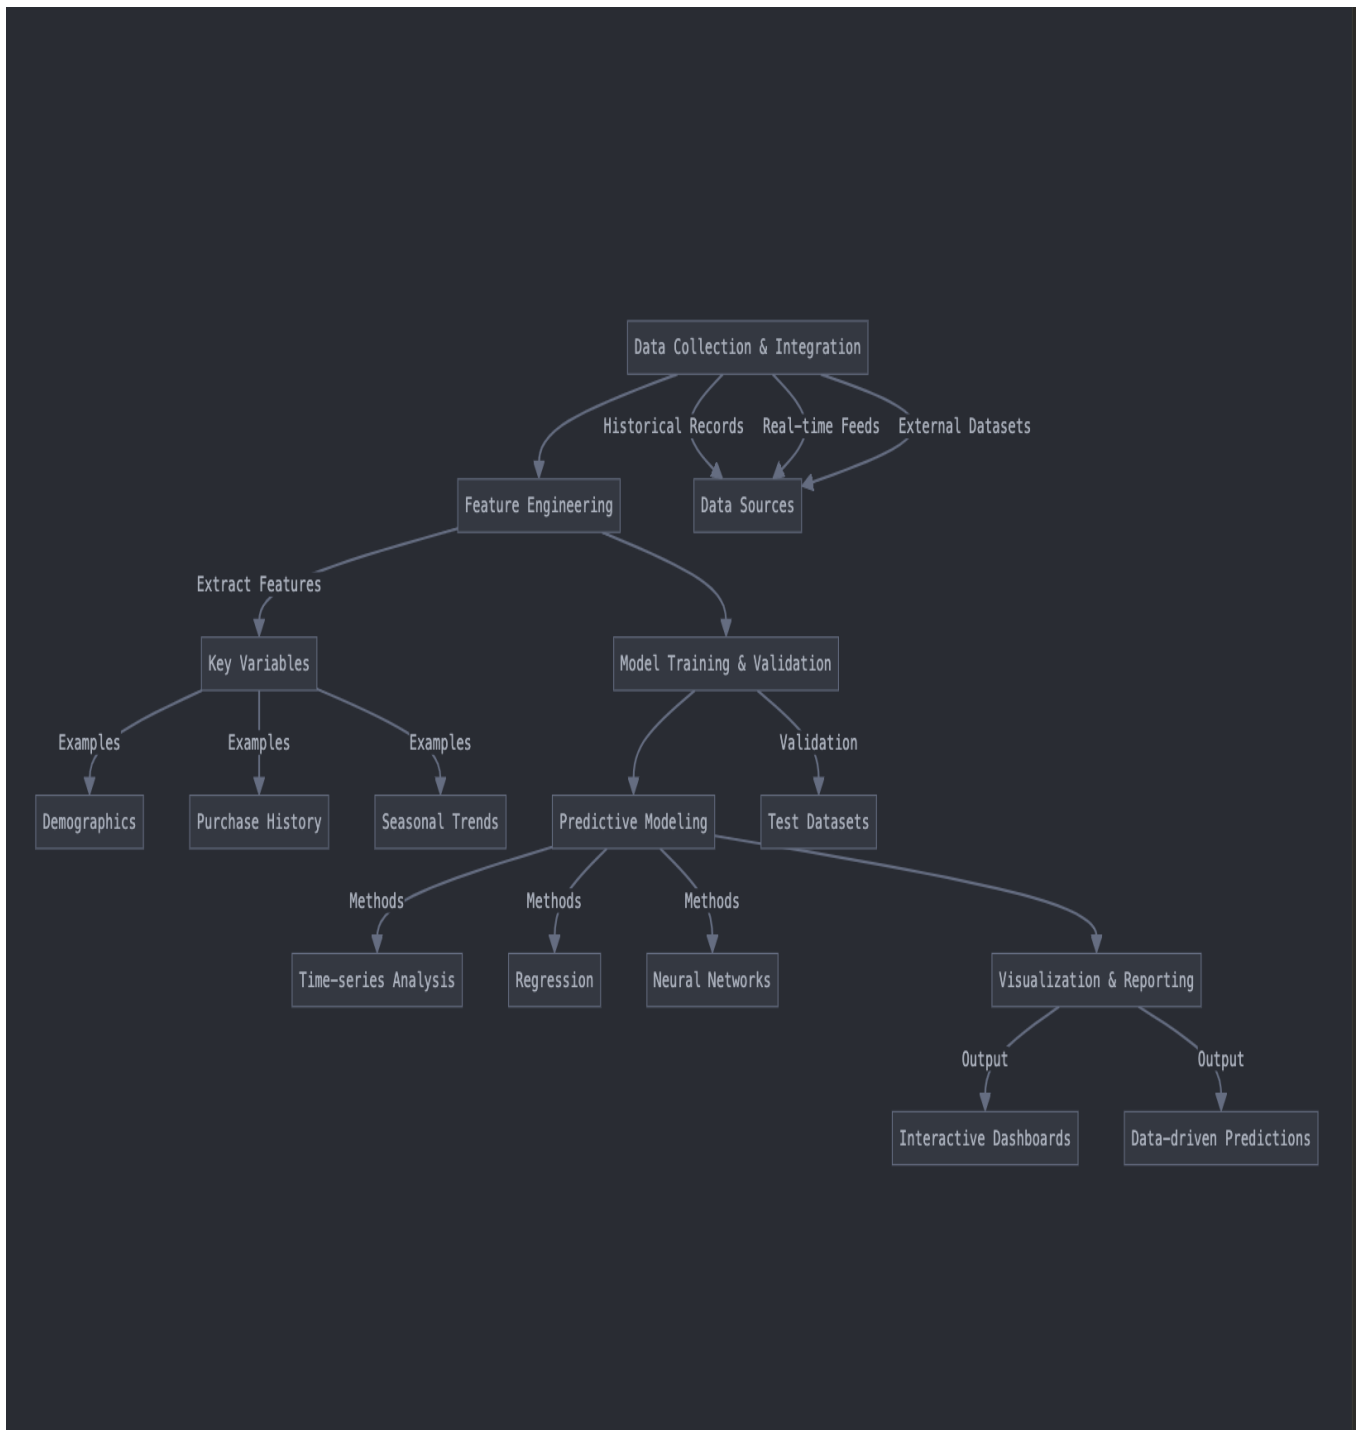 Data Collection & Integration
Historical Records
Real-time Feeds
External Datasets
Feature Engineering
Data Sources
Extract Features
Key Variables
Model Training & Validation
Examples
Examples
Examples
Validation
Demographics
Purchase History
Seasonal Trends
Predictive Modeling
Test Datasets
Methods
Methods
Methods
Time-series Analysis
Regression
Neural Networks
Visualization & Reporting
Output
Output
Interactive Dashboards
Data-driven Predictions